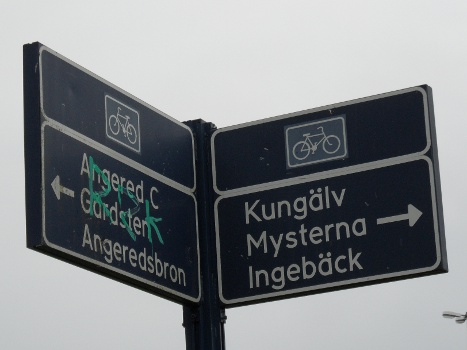 Angered C
Gårdsten
Angeredsbron
Kungälv
Mysterna
Ingebäck